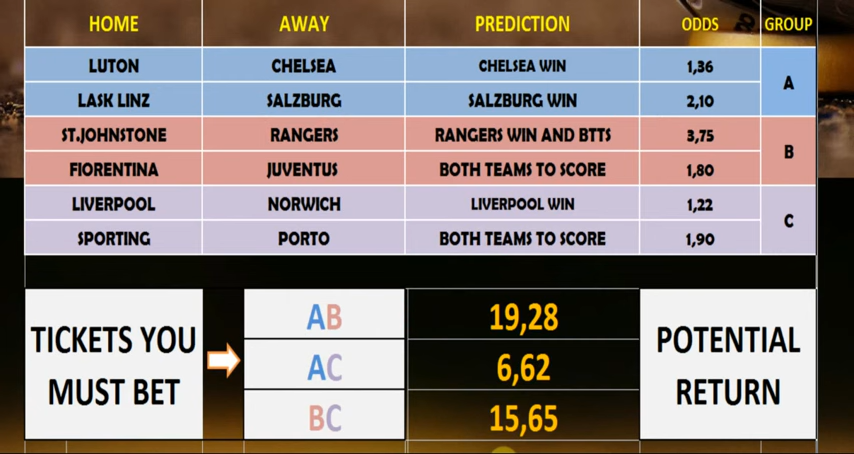 HOME AWAY PREDICTION ODDS GROUP
LUTON CHELSEA CHELSEA WIN 1,36
A
LASK LINZ SALZBURG SALZBURG WIN 2,10
ST.JOHNSTONE RANGERS RANGERS WIN AND BTTS 3,75
B
FIORENTINA JUVENTUS BOTH TEAMS TO SCORE 1,80
LIVERPOOL NORWICH LIVERPOOL WIN 1,22
C
SPORTING PORTO BOTH TEAMS TO SCORE 1,90
TICKETS YOU
MUST BET
AB 19,28
AC 6,62
BC 15,65
POTENTIAL
RETURN